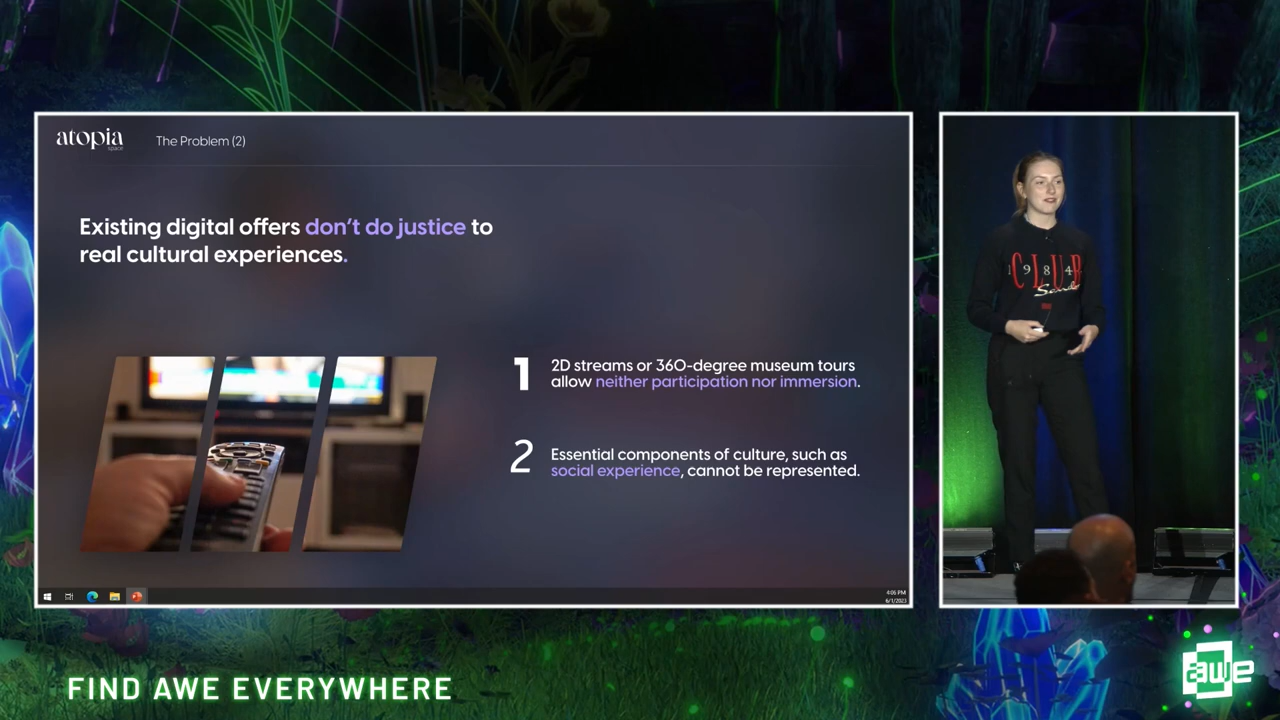 atopia
space
The Problem (2)
Existing digital offers don't do justice to
real cultural experiences.
1
2D streams or 360-degree museum tours
allow neither participation nor immersion.
2
Essential components of culture, such as
social experience, cannot be represented.
4:06 PM
6/1/2023
1984
CLUB
FIND AWE EVERYWHERE
awe